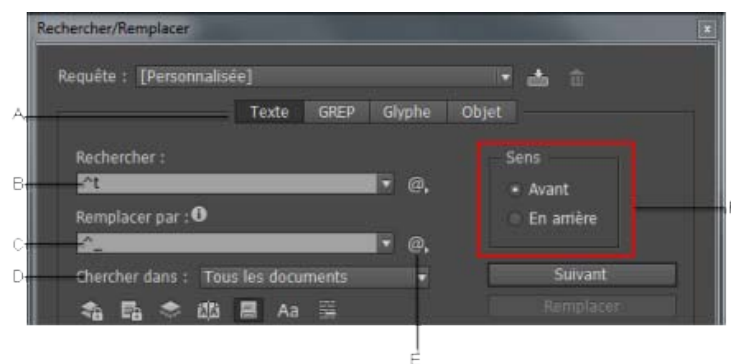 Rechercher/Remplacer
Requête : [Personnalisée]
A
Texte GREP Glyphe Objet
Rechercher :
Sens
B
^t
@
Avant
Remplacer par :
En arrière
C
^_
@
D
Chercher dans : Tous les documents
Suivant
Aa
Remplacer
E